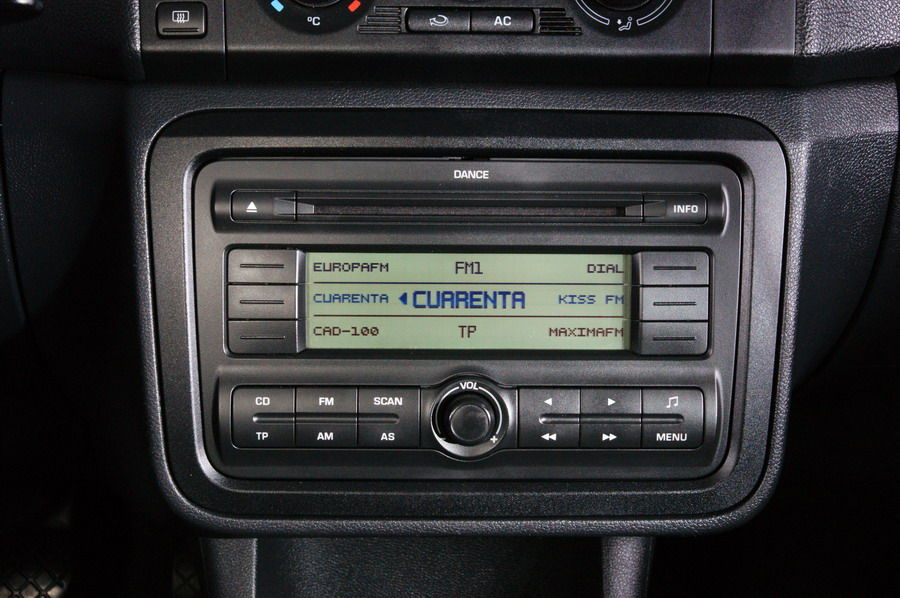 °C
AC
DANCE
INFO
EUROPAFM FM1 DIAL
CUARENTA CUARENTA KISS FM
CAD-100 TP MAXIMAFM
VOL
CD FM SCAN
TP AM AS
+
MENU